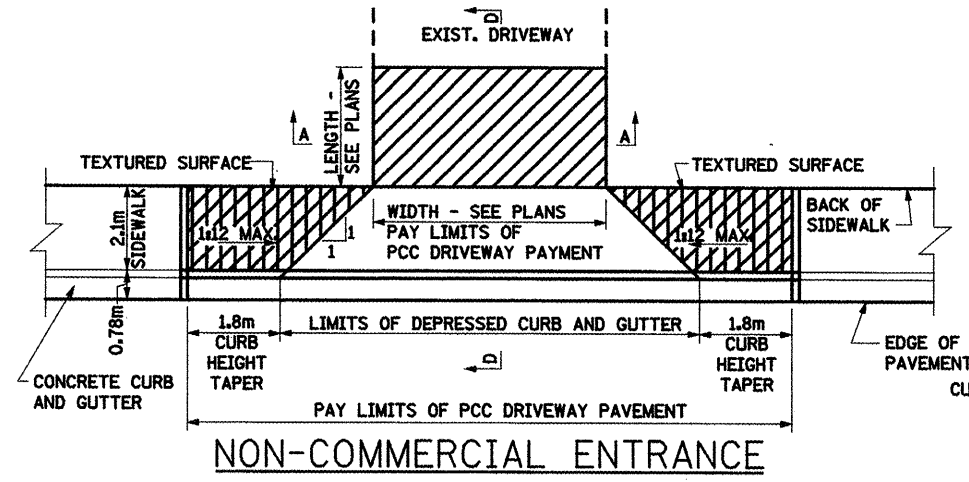 D
EXIST. DRIVEWAY
LENGTH -
SEE PLANS
A
A
TEXTURED SURFACE
TEXTURED SURFACE
2.1m
SIDEWALK
1:12 MAX.
1
1
WIDTH - SEE PLANS
PAY LIMITS OF
PCC DRIVEWAY PAYMENT
1:12 MAX.
BACK OF
SIDEWALK
0.78m
1.8m
CURB
HEIGHT
TAPER
LIMITS OF DEPRESSED CURB AND GUTTER
1.8m
CURB
HEIGHT
TAPER
EDGE OF
PAVEMENT
CU
D
CONCRETE CURB
AND GUTTER
PAY LIMITS OF PCC DRIVEWAY PAVEMENT
NON-COMMERCIAL ENTRANCE